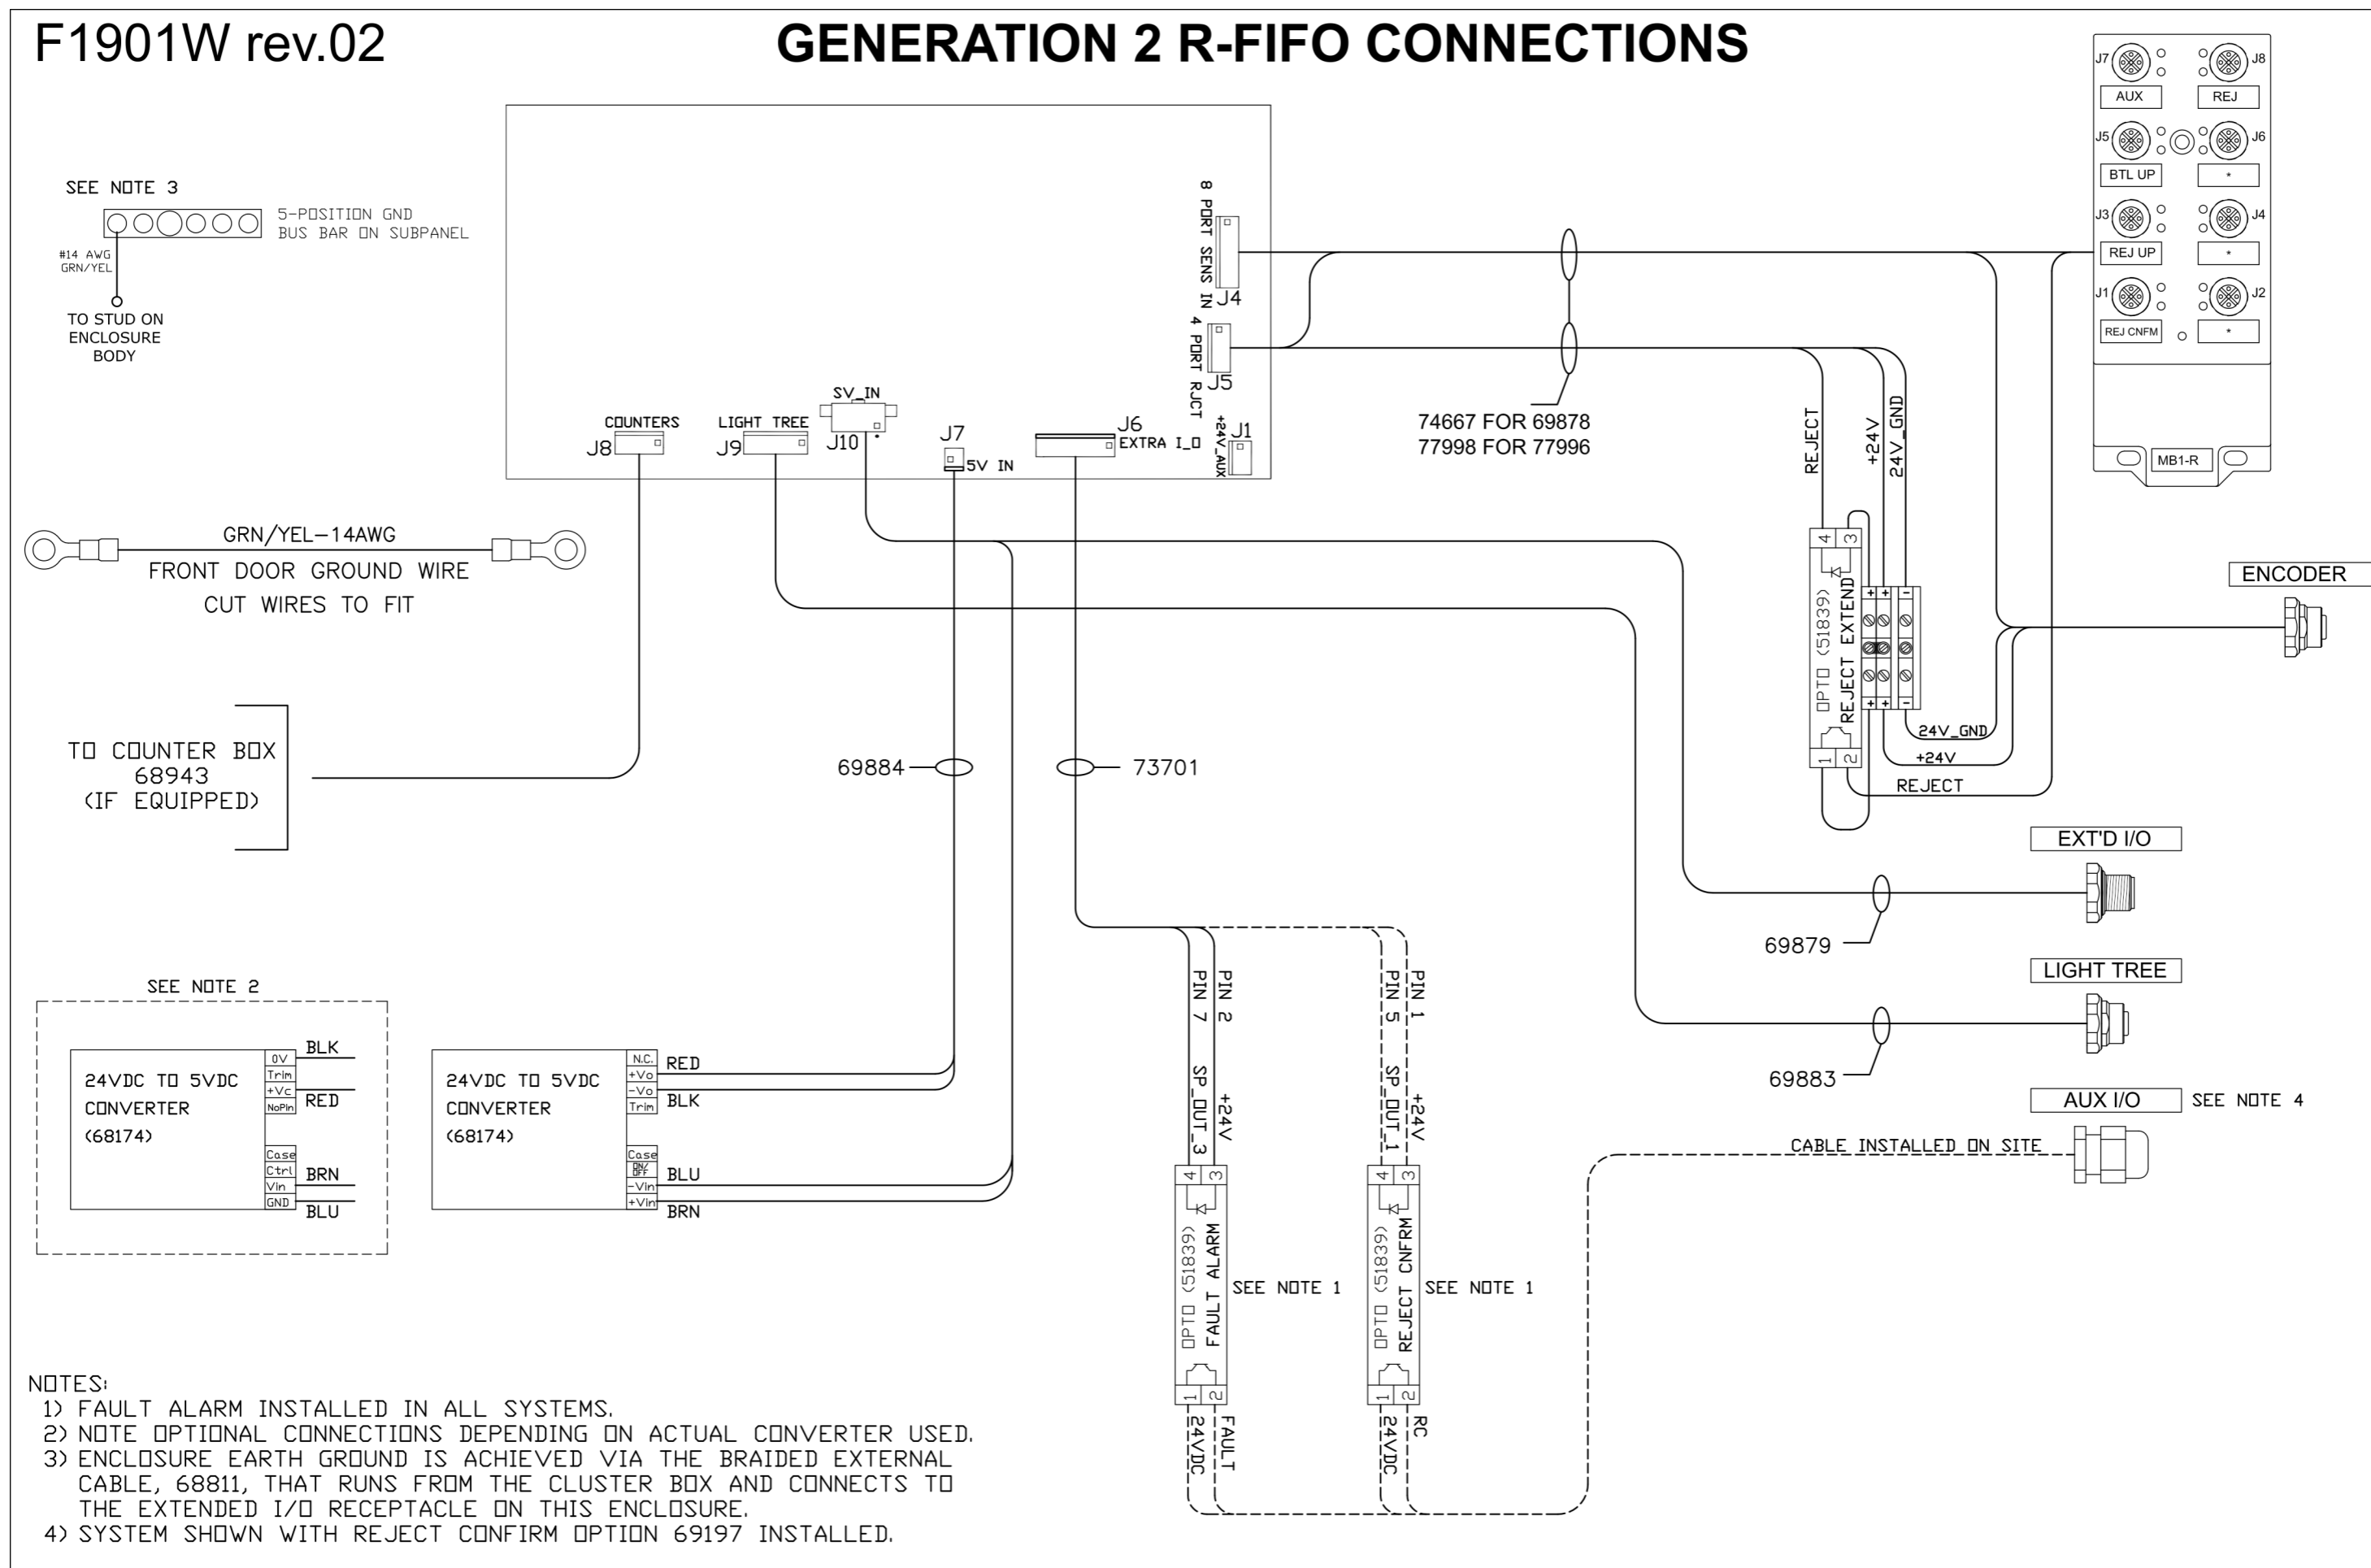 F1901W rev.02
GENERATION 2 R-FIFO CONNECTIONS
SEE NOTE 3
5-POSITION GND
BUS BAR ON SUBPANEL
#14 AWG
GRN/YEL
TO STUD ON
ENCLOSURE
BODY
GRN/YEL-14AWG
FRONT DOOR GROUND WIRE
CUT WIRES TO FIT
TO COUNTER BOX
68943
(IF EQUIPPED)
COUNTERS
J8
LIGHT TREE
J9
SV_IN
J10
J7
5V IN
J6
EXTRA I_O
8 PORT SENS IN
J4
4 PORT RJCT
J5
+24V_AUX
J1
74667 FOR 69878
77998 FOR 77996
J7
J8
AUX
REJ
J5
J6
BTL UP
*
J3
J4
REJ UP
*
J1
J2
REJ CNFM
*
MB1-R
REJECT
+24V
24V_GND
4
3
OPTO (51839)
REJECT EXTEND
1
2
+
+
-
+
+
-
24V_GND
+24V
REJECT
ENCODER
69884
73701
EXT'D I/O
69879
LIGHT TREE
69883
AUX I/O
SEE NOTE 4
CABLE INSTALLED ON SITE
SEE NOTE 2
24VDC TO 5VDC
CONVERTER
(68174)
0V
Trim
+Vc
NoPin
Case
Ctrl
Vin
GND
BLK
RED
BRN
BLU
24VDC TO 5VDC
CONVERTER
(68174)
N.C.
+Vo
-Vo
Trim
Case
ON/
OFF
-Vin
+Vin
RED
BLK
BLU
BRN
PIN 7
PIN 2
SP_OUT_3
+24V
4
3
OPTO (51839)
FAULT ALARM
1
2
24VDC
FAULT
SEE NOTE 1
PIN 5
PIN 1
SP_OUT_1
+24V
4
3
OPTO (51839)
REJECT CNFRM
1
2
24VDC
RC
SEE NOTE 1
NOTES:
1) FAULT ALARM INSTALLED IN ALL SYSTEMS.
2) NOTE OPTIONAL CONNECTIONS DEPENDING ON ACTUAL CONVERTER USED.
3) ENCLOSURE EARTH GROUND IS ACHIEVED VIA THE BRAIDED EXTERNAL
CABLE, 68811, THAT RUNS FROM THE CLUSTER BOX AND CONNECTS TO
THE EXTENDED I/O RECEPTACLE ON THIS ENCLOSURE.
4) SYSTEM SHOWN WITH REJECT CONFIRM OPTION 69197 INSTALLED.